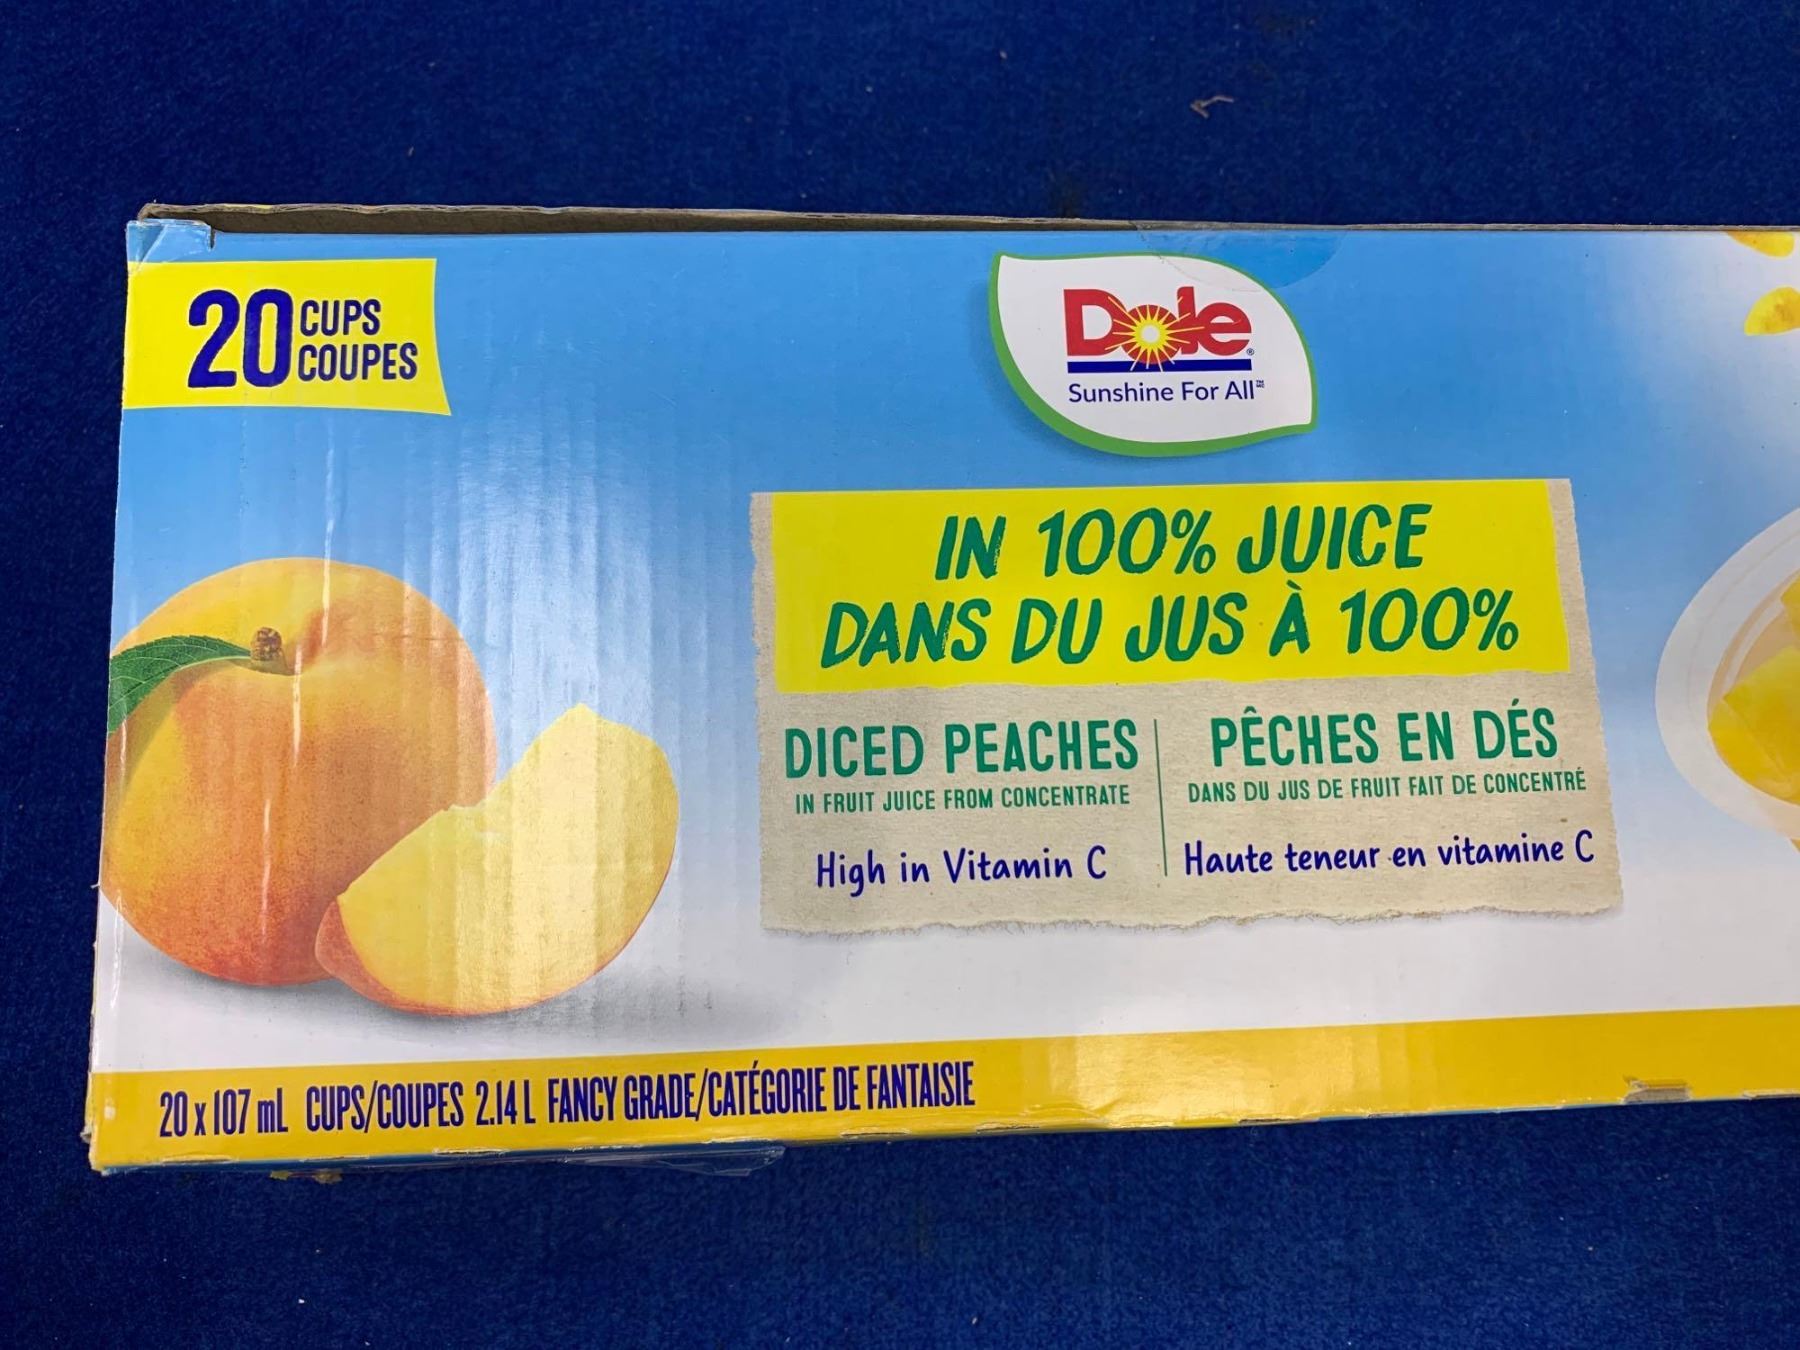 20 CUPS
COUPES
Dole®
Sunshine For All
IN 100% JUICE
DANS DU JUS À 100%
DICED PEACHES
IN FRUIT JUICE FROM CONCENTRATE
High in Vitamin C
PÊCHES EN DÉS
DANS DU JUS DE FRUIT FAIT DE CONCENTRÉ
Haute teneur en vitamine C
20 x 107 mL CUPS/COUPES 2.14 L FANCY GRADE/CATÉGORIE DE FANTAISIE